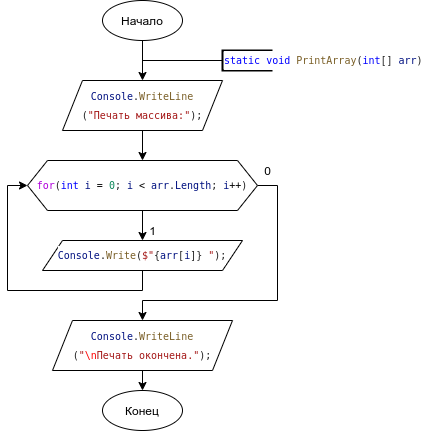 Начало
static void PrintArray(int[] arr)
Console.WriteLine
("Печать массива:");
for(int i = 0; i < arr.Length; i++)
0
1
Console.Write($"{arr[i]} ");
Console.WriteLine
("\nПечать окончена.");
Конец